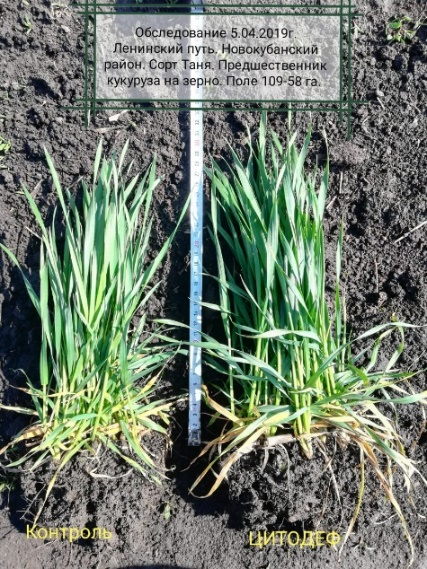 Обследование 5.04.2019г.
Ленинский путь. Новокубанский
район. Сорт Таня. Предшественник
кукуруза на зерно. Поле 109-58 га.
Контроль
ЦИТОДЕФ